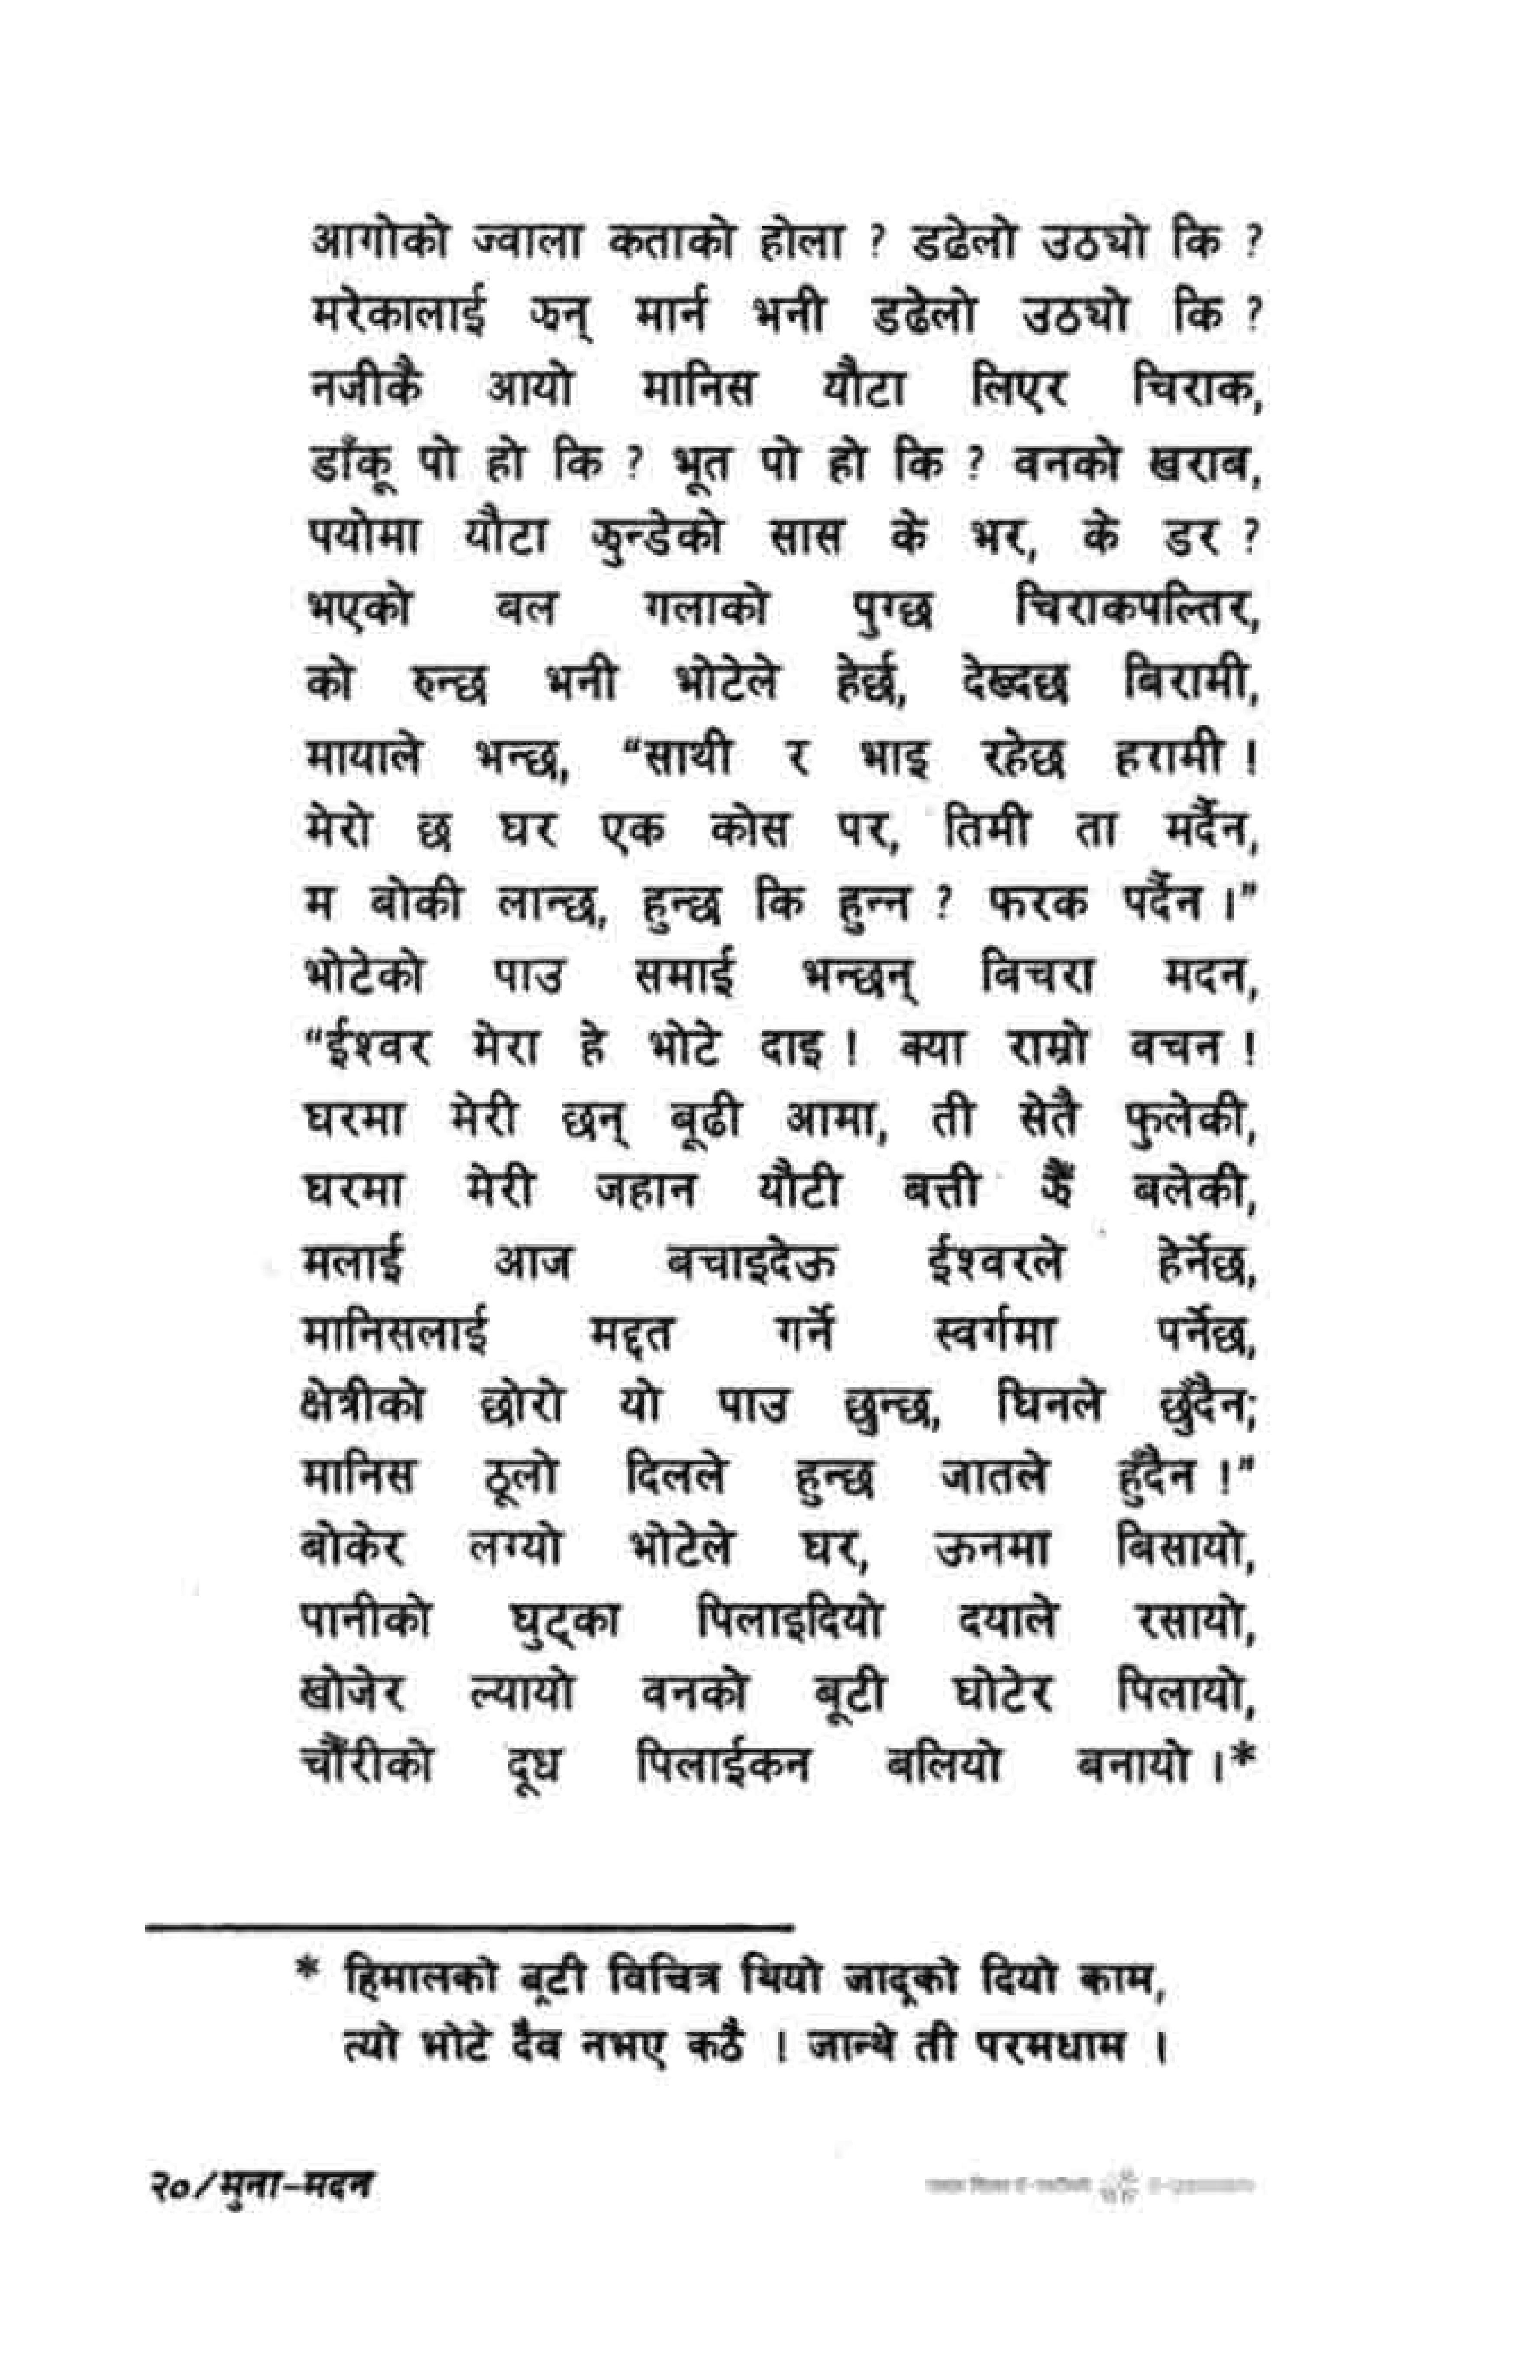 आगोको ज्वाला कताको होला ? डढेलो उठ्यो कि ?
मरेकालाई झन् मार्न भनी डढेलो उठ्यो कि ?
नजीकै आयो मानिस यौटा लिएर चिराक,
डाँकू पो हो कि ? भूत पो हो कि ? वनको खराब,
पयोमा यौटा झुन्डेको सास के भर, के डर ?
भएको बल गलाको पुग्छ चिराकपल्तिर,
को रुन्छ भनी भोटेले हेर्छ, देख्दछ बिरामी,
मायाले भन्छ, “साथी र भाइ रहेछ हरामी !
मेरो छ घर एक कोस पर, तिमी ता मर्दैन,
म बोकी लान्छ, हुन्छ कि हुन्न ? फरक पर्दैन ।”
भोटेको पाउ समाई भन्छन् बिचरा मदन,
“ईश्वर मेरा हे भोटे दाइ ! क्या राम्रो वचन !
घरमा मेरी छन् बूढी आमा, ती सेतै फुलेकी,
घरमा मेरी जहान यौटी बत्ती झैँ बलेकी,
मलाई आज बचाइदेऊ ईश्वरले हेर्नेछ,
मानिसलाई मद्दत गर्ने स्वर्गमा पर्नेछ,
क्षेत्रीको छोरो यो पाउ छुन्छ, घिनले छुँदैन;
मानिस ठूलो दिलले हुन्छ जातले हुँदैन !”
बोकेर लग्यो भोटेले घर, ऊनमा बिसायो,
पानीको घुट्का पिलाइदियो दयाले रसायो,
खोजेर ल्यायो वनको बूटी घोटेर पिलायो,
चौँरीको दूध पिलाईकन बलियो बनायो ।*
* हिमालको बूटी विचित्र थियो जादूको दियो काम,
त्यो भोटे दैव नभए कठै । जान्थे ती परमधाम ।
२०/मुना-मदन